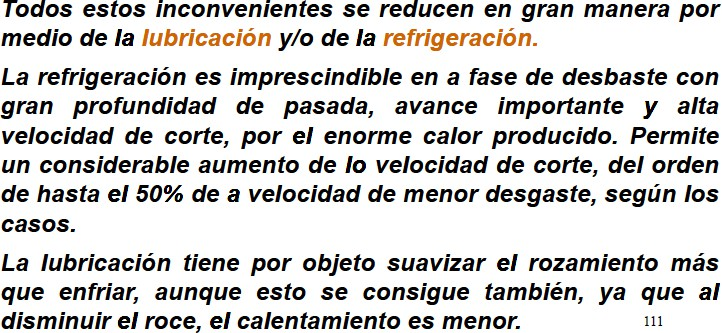 Todos estos inconvenientes se reducen en gran manera por
medio de la lubricación y/o de la refrigeración.
La refrigeración es imprescindible en a fase de desbaste con
gran profundidad de pasada, avance importante y alta
velocidad de corte, por el enorme calor producido. Permite
un considerable aumento de lo velocidad de corte, del orden
de hasta el 50% de a velocidad de menor desgaste, según los
casos.
La lubricación tiene por objeto suavizar el rozamiento más
que enfriar, aunque esto se consigue también, ya que al
disminuir el roce, el calentamiento es menor.
111